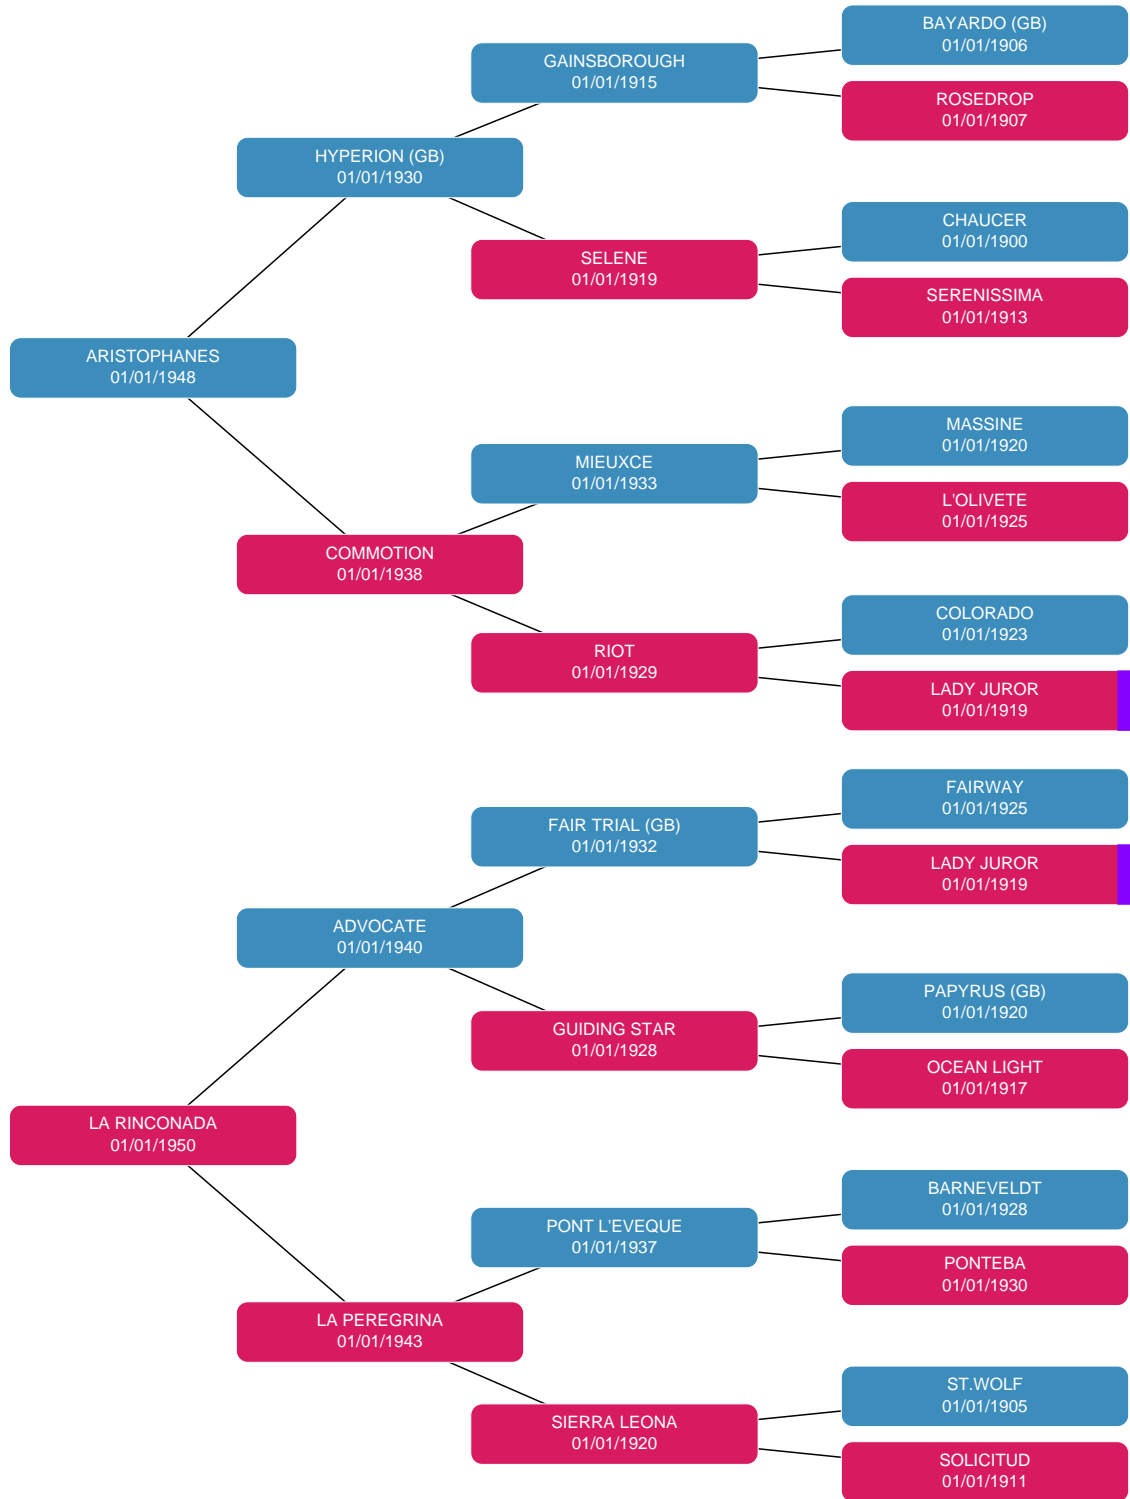 BAYARDO (GB)
01/01/1906
GAINSBOROUGH
01/01/1915
ROSEDROP
01/01/1907
HYPERION (GB)
01/01/1930
CHAUCER
01/01/1900
SELENE
01/01/1919
SERENISSIMA
01/01/1913
ARISTOPHANES
01/01/1948
MASSINE
01/01/1920
MIEUXCE
01/01/1933
L'OLIVETE
01/01/1925
COMMOTION
01/01/1938
COLORADO
01/01/1923
RIOT
01/01/1929
LADY JUROR
01/01/1919
FAIRWAY
01/01/1925
FAIR TRIAL (GB)
01/01/1932
LADY JUROR
01/01/1919
ADVOCATE
01/01/1940
PAPYRUS (GB)
01/01/1920
GUIDING STAR
01/01/1928
OCEAN LIGHT
01/01/1917
LA RINCONADA
01/01/1950
BARNEVELDT
01/01/1928
PONT L'EVEQUE
01/01/1937
PONTEBA
01/01/1930
LA PEREGRINA
01/01/1943
ST.WOLF
01/01/1905
SIERRA LEONA
01/01/1920
SOLICITUD
01/01/1911